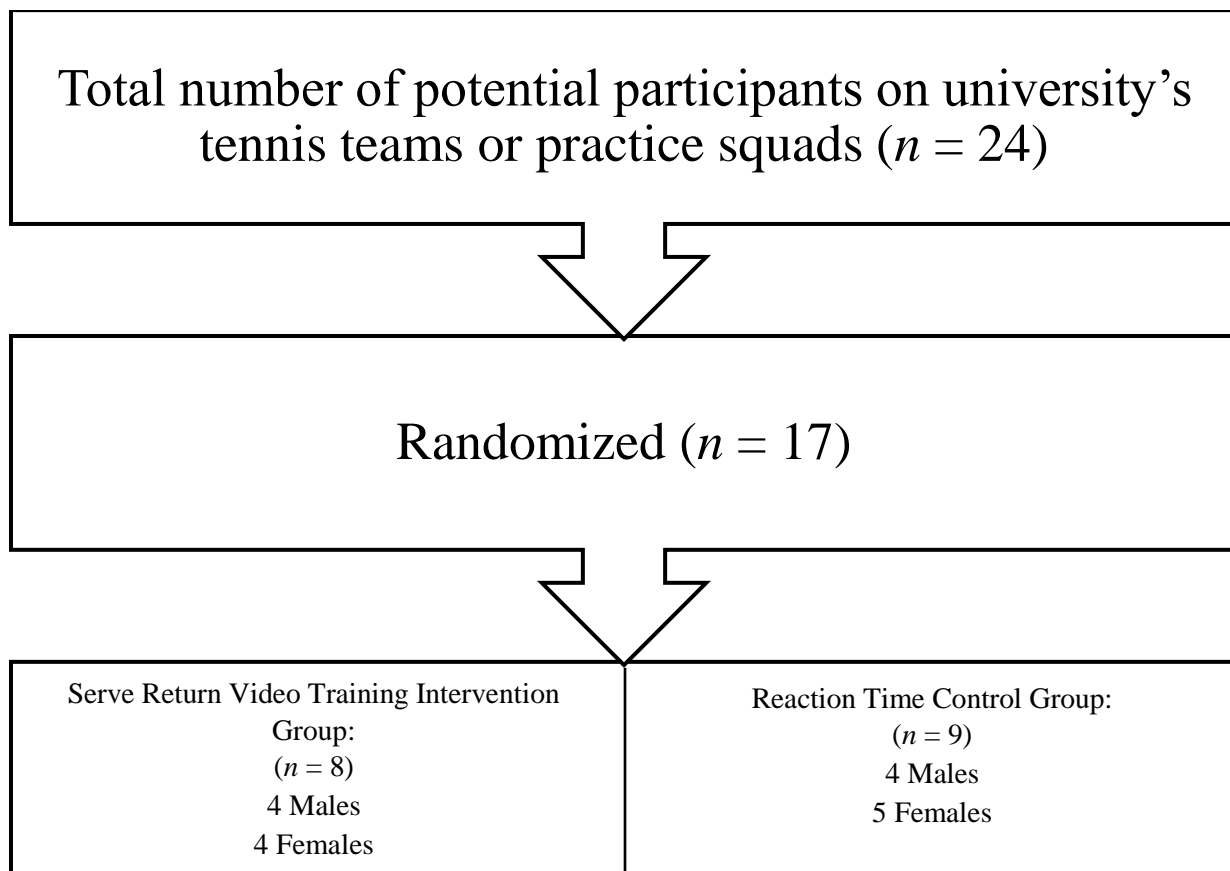 Total number of potential participants on university’s
tennis teams or practice squads (n = 24)
Randomized (n = 17)
Serve Return Video Training Intervention
Group:
(n = 8)
4 Males
4 Females
Reaction Time Control Group:
(n = 9)
4 Males
5 Females